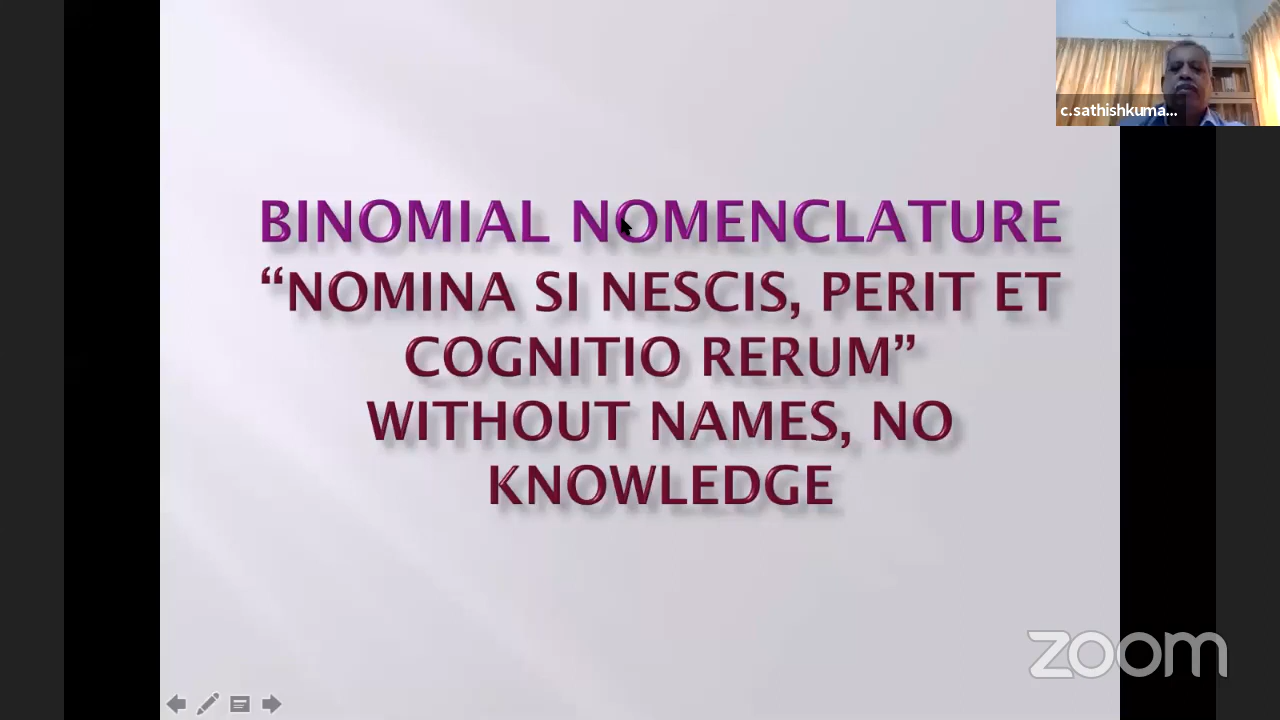 c.sathishkuma...
BINOMIAL NOMENCLATURE
“NOMINA SI NESCIS, PERIT ET
COGNITIO RERUM”
WITHOUT NAMES, NO
KNOWLEDGE
zoom